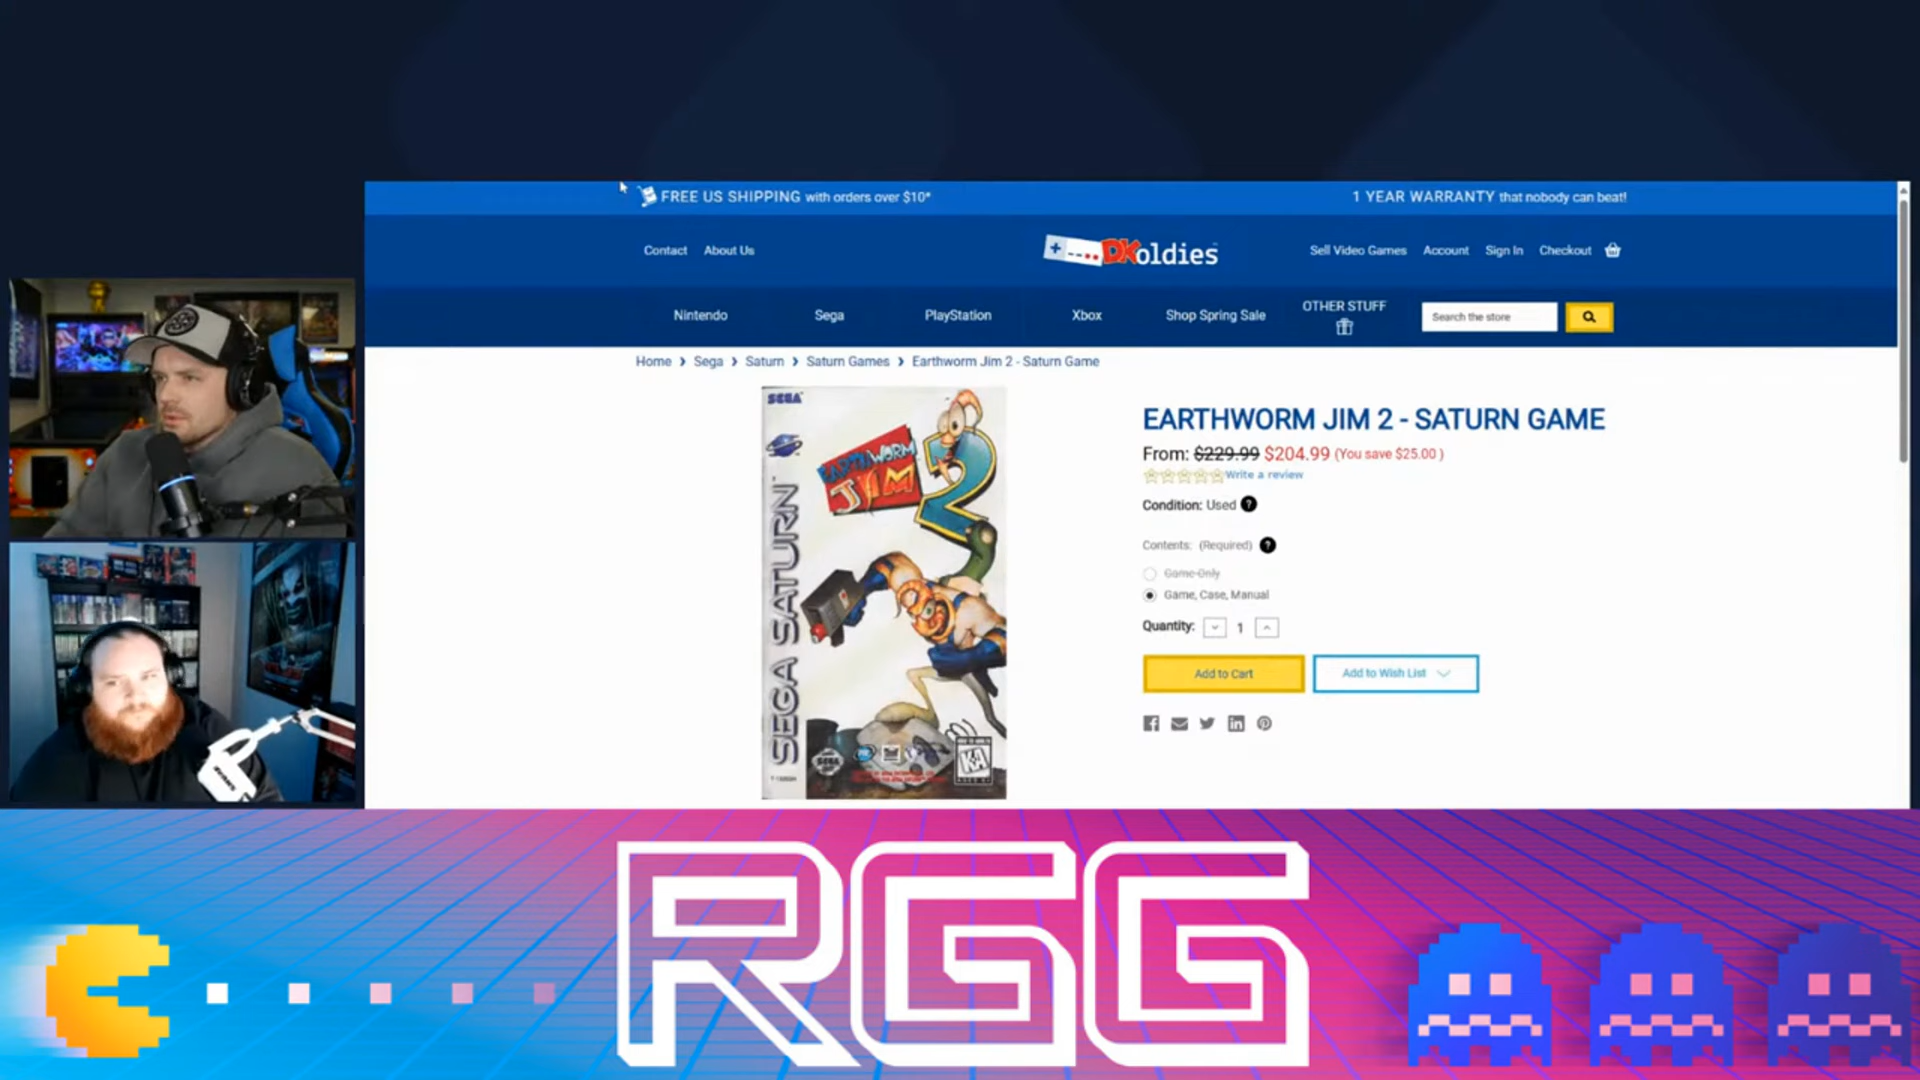 FREE US SHIPPING with orders over $10*
1 YEAR WARRANTY that nobody can beat!
Contact
About Us
DKoldies
Sell Video Games
Account
Sign In
Checkout
Nintendo
Sega
PlayStation
Xbox
Shop Spring Sale
OTHER STUFF
Search the store
Home > Sega > Saturn > Saturn Games > Earthworm Jim 2 - Saturn Game
SEGA
EARTHWORM
JIM
2
SEGA SATURN
SEGA
KA
EARTHWORM JIM 2 - SATURN GAME
From: $229.99 $204.99 (You save $25.00 )
Write a review
Condition: Used ?
Contents: (Required) ?
Game Only
Game, Case, Manual
Quantity: 1
Add to Cart
Add to Wish List
RGG